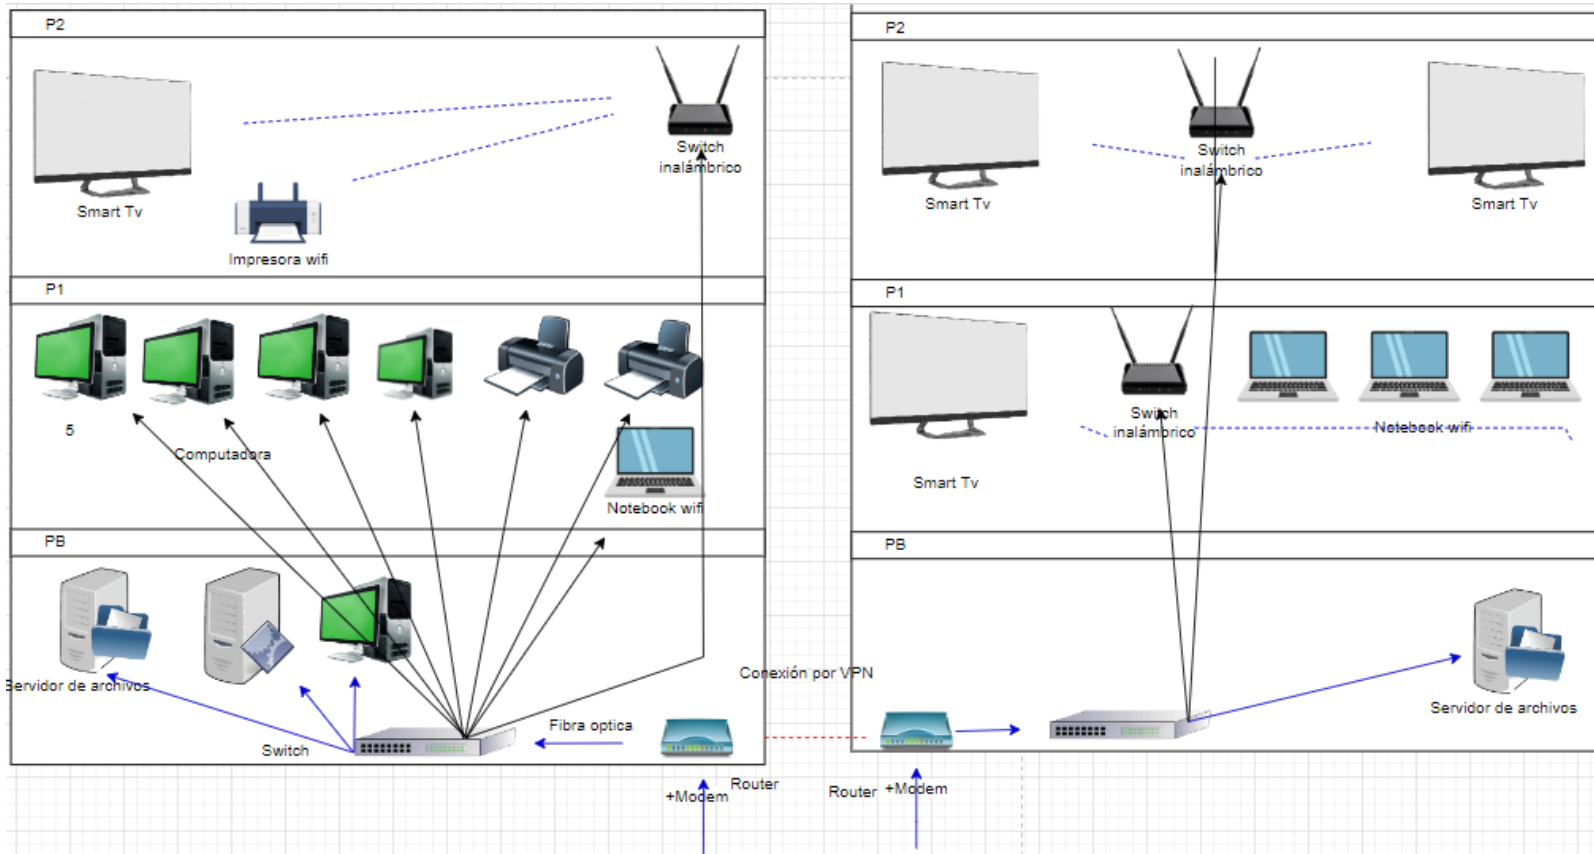 P2
Smart Tv
Impresora wifi
Switch
inalámbrico
P1
5
Computadora
Notebook wifi
PB
Servidor de archivos
Switch
Fibra optica
Router
+Modem
Conexión por VPN
P2
Smart Tv
Switch
inalámbrico
Smart Tv
P1
Smart Tv
Switch
inalámbrico
Notebook wifi
PB
Servidor de archivos
Router
+Modem